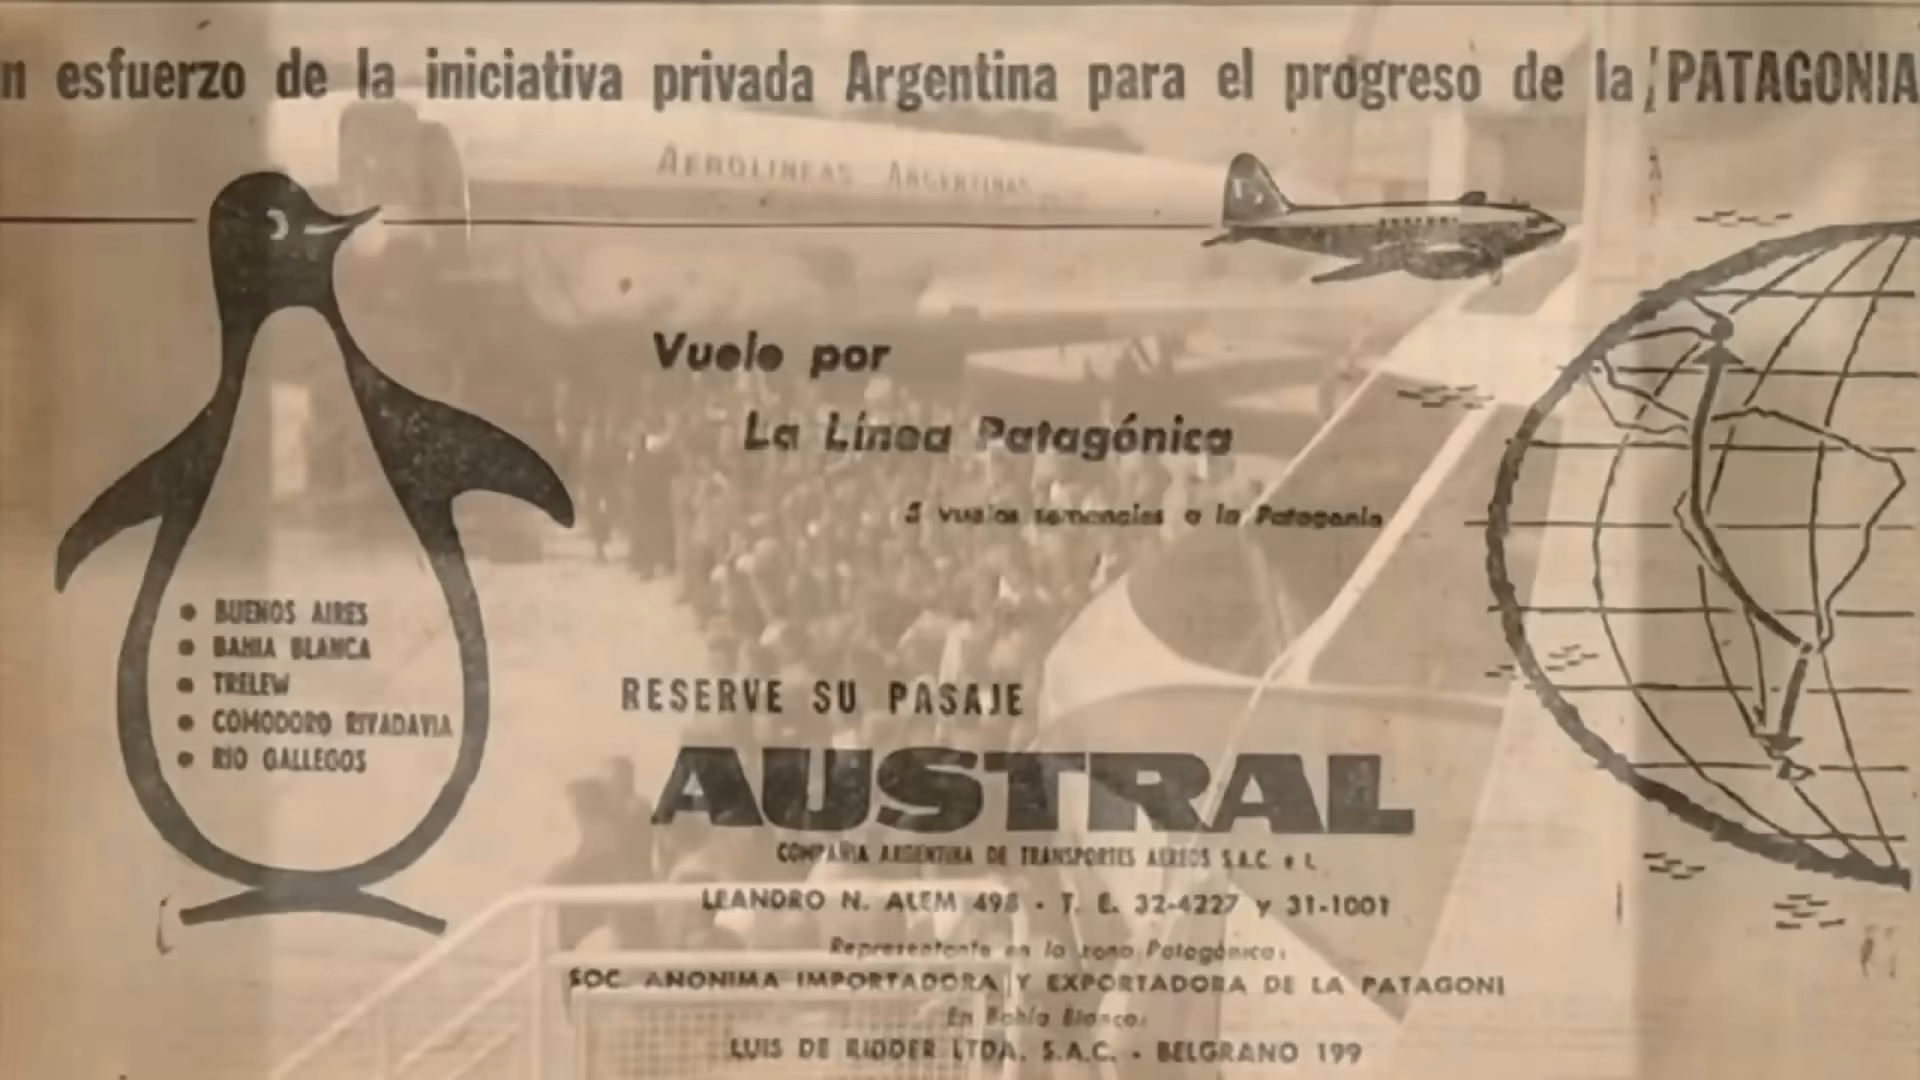 n esfuerzo de la iniciativa privada Argentina para el progreso de la PATAGONIA
AEROLINEAS ARGENTINAS
Vuele por
La Línea Patagónica
5 vuelos semanales a la Patagonia
• BUENOS AIRES
• BAHIA BLANCA
• TRELEW
• COMODORO RIVADAVIA
• RIO GALLEGOS
RESERVE SU PASAJE
AUSTRAL
COMPAÑIA ARGENTINA DE TRANSPORTES AEREOS S.A.C. e I.
LEANDRO N. ALEM 498 - T. E. 32-4227 y 31-1001
Representante en la zona Patagónica:
SOC. ANONIMA IMPORTADORA Y EXPORTADORA DE LA PATAGONI
En Bahía Blanca:
LUIS DE RIDDER LTDA. S.A.C. - BELGRANO 199